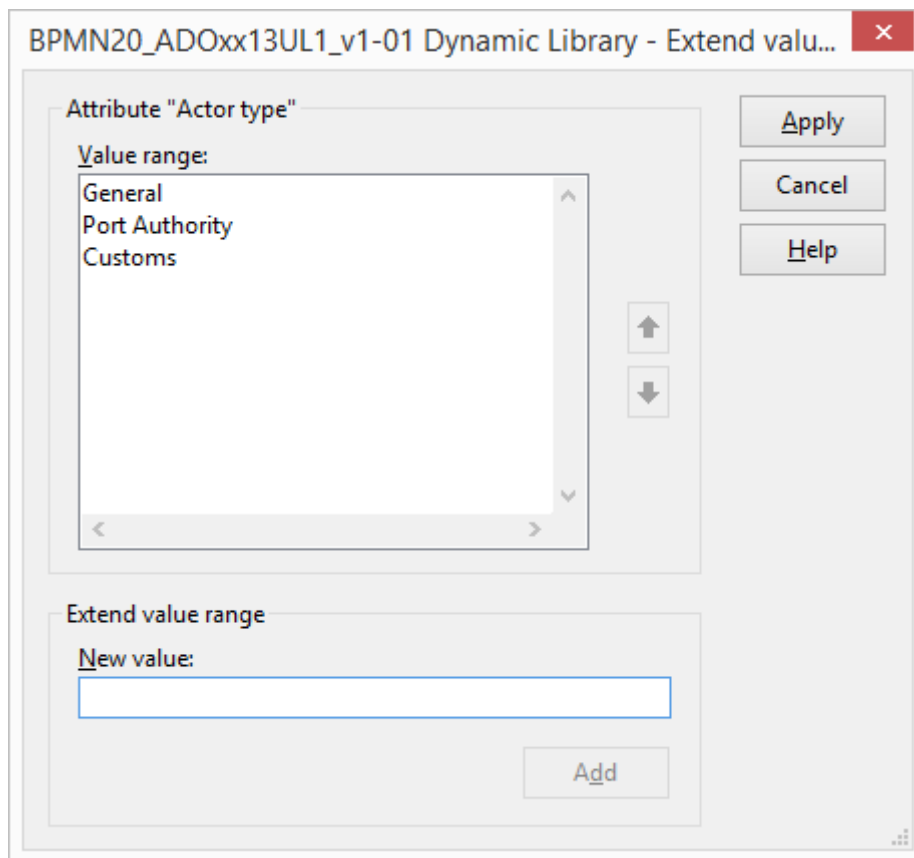 BPMN20_ADOxx13UL1_v1-01 Dynamic Library - Extend valu...
Attribute "Actor type"
Value range:
General
Port Authority
Customs
Apply
Cancel
Help
Extend value range
New value:
Add